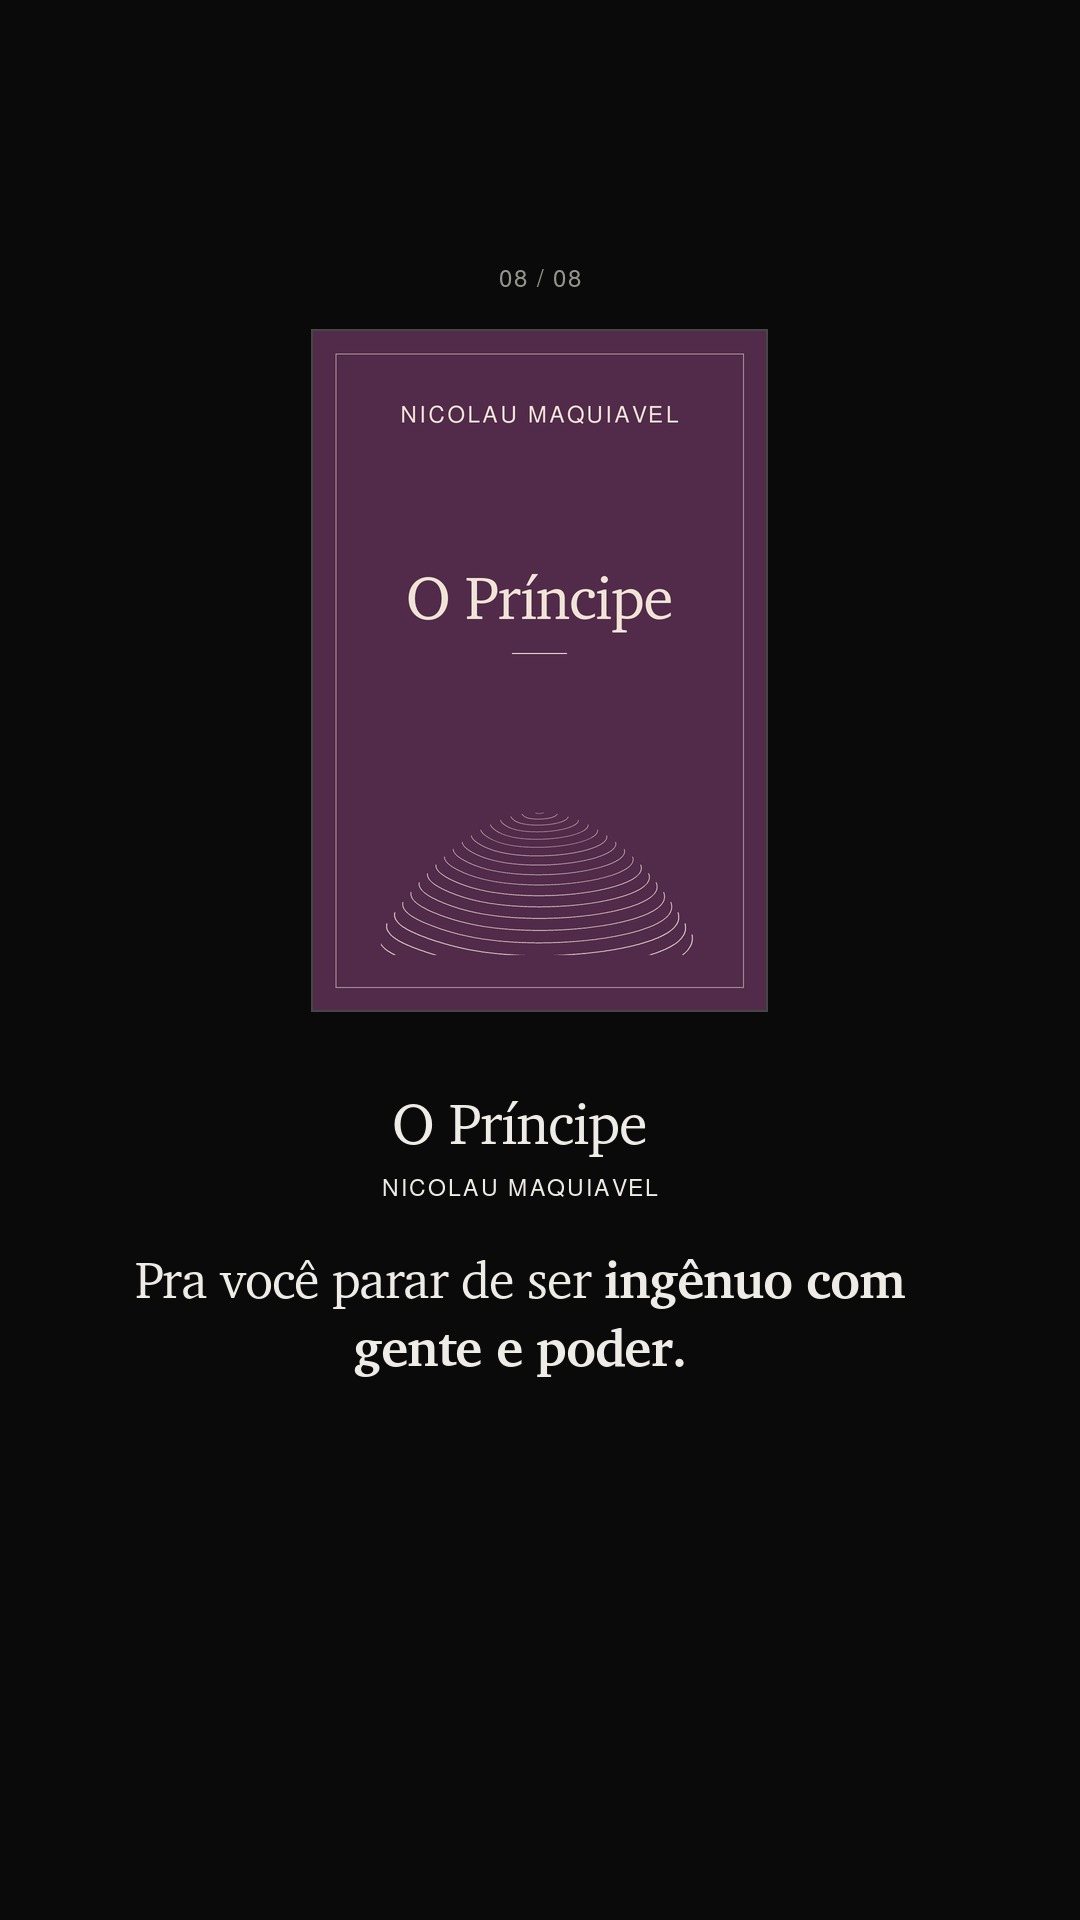 08 / 08
NICOLAU MAQUIAVEL
O Príncipe
O Príncipe
NICOLAU MAQUIAVEL
Pra você parar de ser ingênuo com
gente e poder.